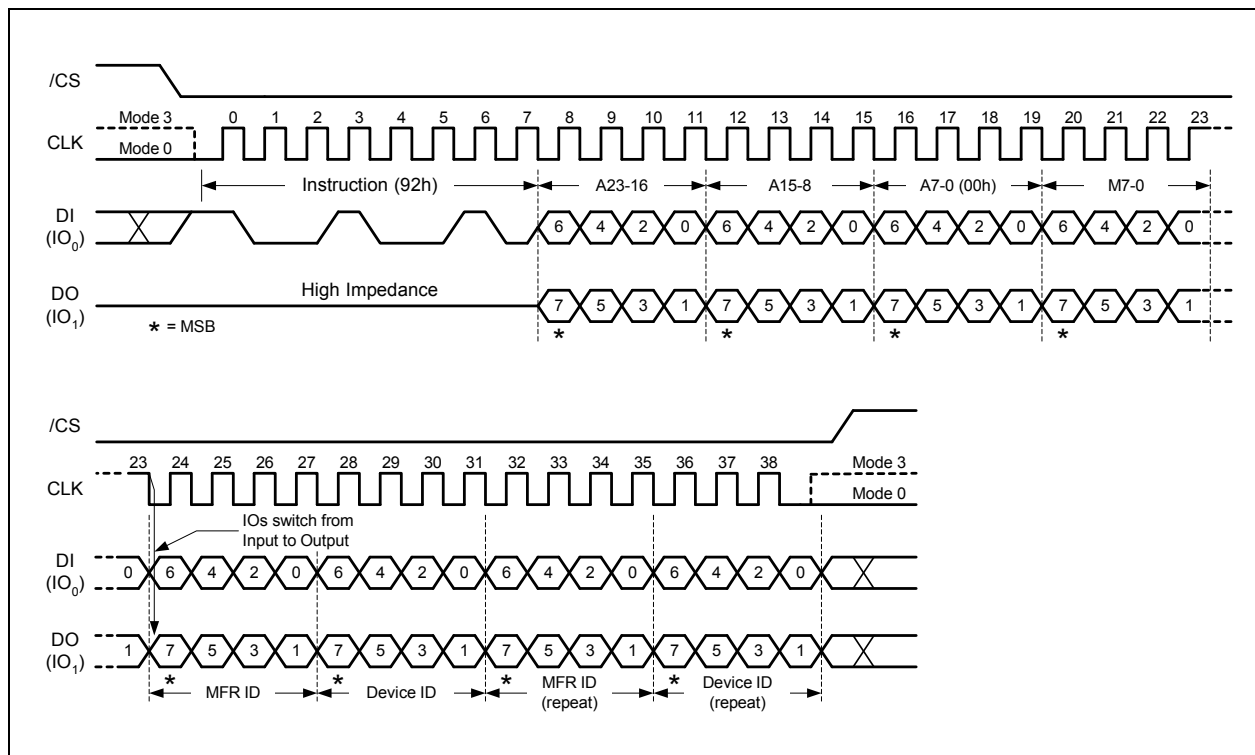 /CS
Mode 3
0 1 2 3 4 5 6 7 8 9 10 11 12 13 14 15 16 17 18 19 20 21 22 23
CLK
Mode 0
Instruction (92h) A23-16 A15-8 A7-0 (00h) M7-0
DI
(IO0)
6 4 2 0 6 4 2 0 6 4 2 0 6 4 2 0
High Impedance
DO
(IO1)
7 5 3 1 7 5 3 1 7 5 3 1 7 5 3 1
* = MSB
* * * *
/CS
23 24 25 26 27 28 29 30 31 32 33 34 35 36 37 38
Mode 3
CLK
Mode 0
IOs switch from
Input to Output
DI
(IO0)
0 6 4 2 0 6 4 2 0 6 4 2 0 6 4 2 0
DO
(IO1)
1 7 5 3 1 7 5 3 1 7 5 3 1 7 5 3 1
* * * *
MFR ID Device ID MFR ID
(repeat)
Device ID
(repeat)